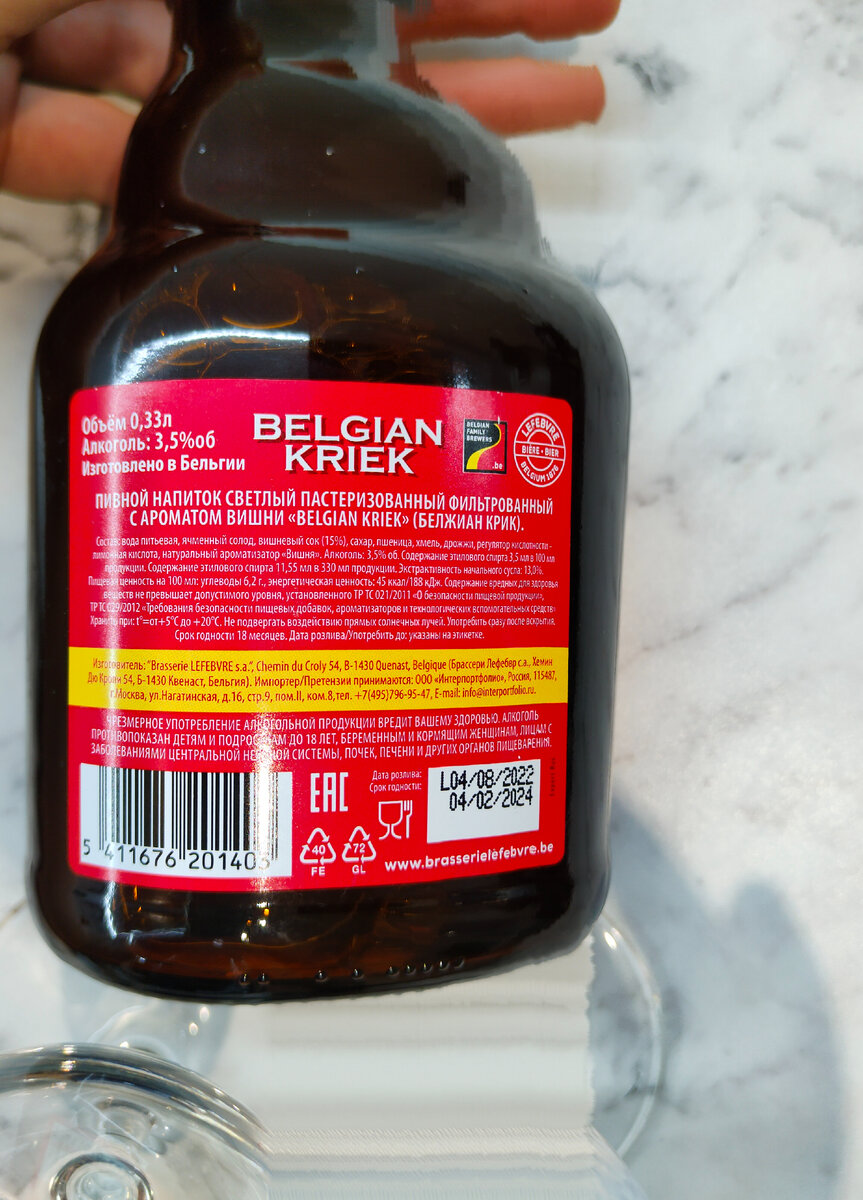 Объём 0,33л
Алкоголь: 3,5%об
Изготовлено в Бельгии
BELGIAN
KRIEK
BELGIAN
FAMILY
BREWERS
.be
LEFEBVRE
BIÈRE • BIER
BELGIUM 1876
ПИВНОЙ НАПИТОК СВЕТЛЫЙ ПАСТЕРИЗОВАННЫЙ ФИЛЬТРОВАННЫЙ
С АРОМАТОМ ВИШНИ «BELGIAN KRIEK» (БЕЛЖИАН КРИК).
Состав: вода питьевая, ячменный солод, вишневый сок (15%), сахар, пшеница, хмель, дрожжи, регулятор кислотности -
лимонная кислота, натуральный ароматизатор «Вишня». Алкоголь: 3,5% об. Содержание этилового спирта 3,5 мл в 100 мл
продукции. Содержание этилового спирта 11,55 мл в 330 мл продукции. Экстрактивность начального сусла: 13,0%.
Пищевая ценность на 100 мл: углеводы 6,2 г., энергетическая ценность: 45 ккал/188 кДж. Содержание вредных для здоровья
веществ не превышает допустимого уровня, установленного ТР ТС 021/2011 «О безопасности пищевой продукции»,
ТР ТС 029/2012 «Требования безопасности пищевых добавок, ароматизаторов и технологических вспомогательных средств»
Хранить при: t°=от+5°C до +20°C. Не подвергать воздействию прямых солнечных лучей. Употребить сразу после вскрытия.
Срок годности 18 месяцев. Дата розлива/Употребить до: указаны на этикетке.
Изготовитель: "Brasserie LEFEBVRE s.a.", Chemin du Croly 54, B-1430 Quenast, Belgique (Брассери Лефебвр с.а., Хемин
Дю Кроли 54, Б-1430 Квенаст, Бельгия). Импортер/Претензии принимаются: ООО «Интерпортфолио», Россия, 115487,
г.Москва, ул.Нагатинская, д.16, стр.9, пом.II, ком.8,тел. +7(495)796-95-47, E-mail: info@interportfolio.ru.
ЧРЕЗМЕРНОЕ УПОТРЕБЛЕНИЕ АЛКОГОЛЬНОЙ ПРОДУКЦИИ ВРЕДИТ ВАШЕМУ ЗДОРОВЬЮ. АЛКОГОЛЬ
ПРОТИВОПОКАЗАН ДЕТЯМ И ПОДРОСТКАМ ДО 18 ЛЕТ, БЕРЕМЕННЫМ И КОРМЯЩИМ ЖЕНЩИНАМ, ЛИЦАМ С
ЗАБОЛЕВАНИЯМИ ЦЕНТРАЛЬНОЙ НЕРВНОЙ СИСТЕМЫ, ПОЧЕК, ПЕЧЕНИ И ДРУГИХ ОРГАНОВ ПИЩЕВАРЕНИЯ.
5 411676 201403
EAC
Дата розлива:
Срок годности:
L04/08/2022
04/02/2024
40
FE
72
GL
www.brasserielefebvre.be